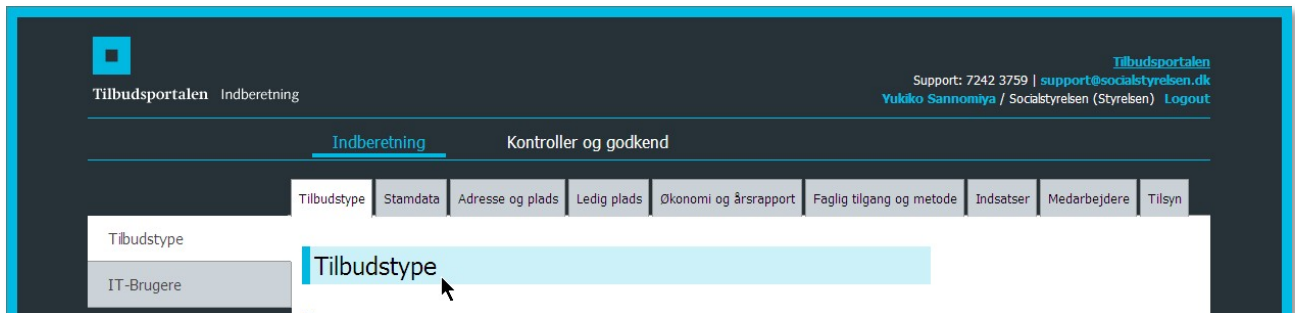 Tilbudsportalen
Support: 7242 3759 | support@socialstyrelsen.dk
Tilbudsportalen Indberetning
Yukiko Sannomiya / Socialstyrelsen (Styrelsen) Logout
Indberetning Kontroller og godkend
Tilbudstype Stamdata Adresse og plads Ledig plads Økonomi og årsrapport Faglig tilgang og metode Indsatser Medarbejdere Tilsyn
Tilbudstype
Tilbudstype
IT-Brugere